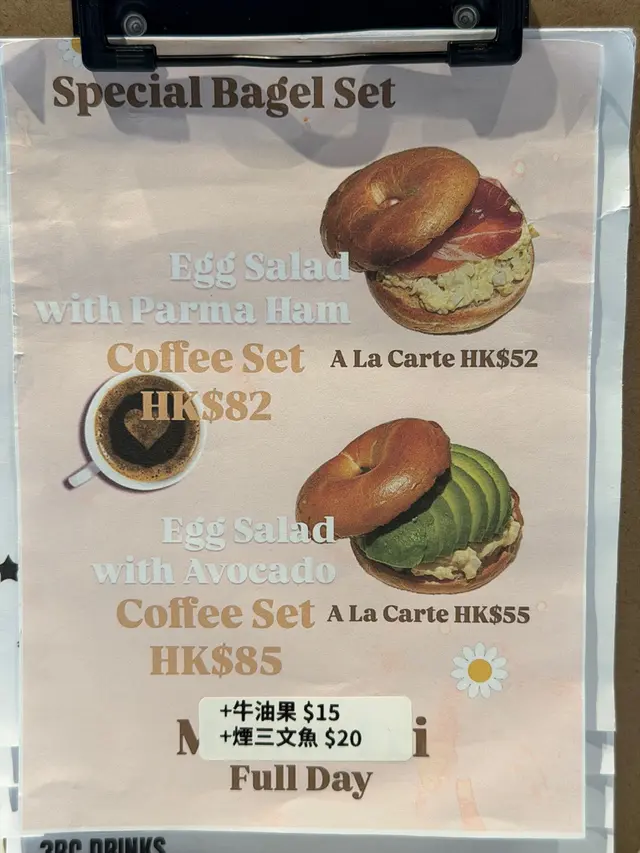 Special Bagel Set
Egg Salad
with Parma Ham
Coffee Set
HK$82
A La Carte HK$52
Egg Salad
with Avocado
Coffee Set
HK$85
A La Carte HK$55
+牛油果 $15
+煙三文魚 $20
Full Day
DRINKS